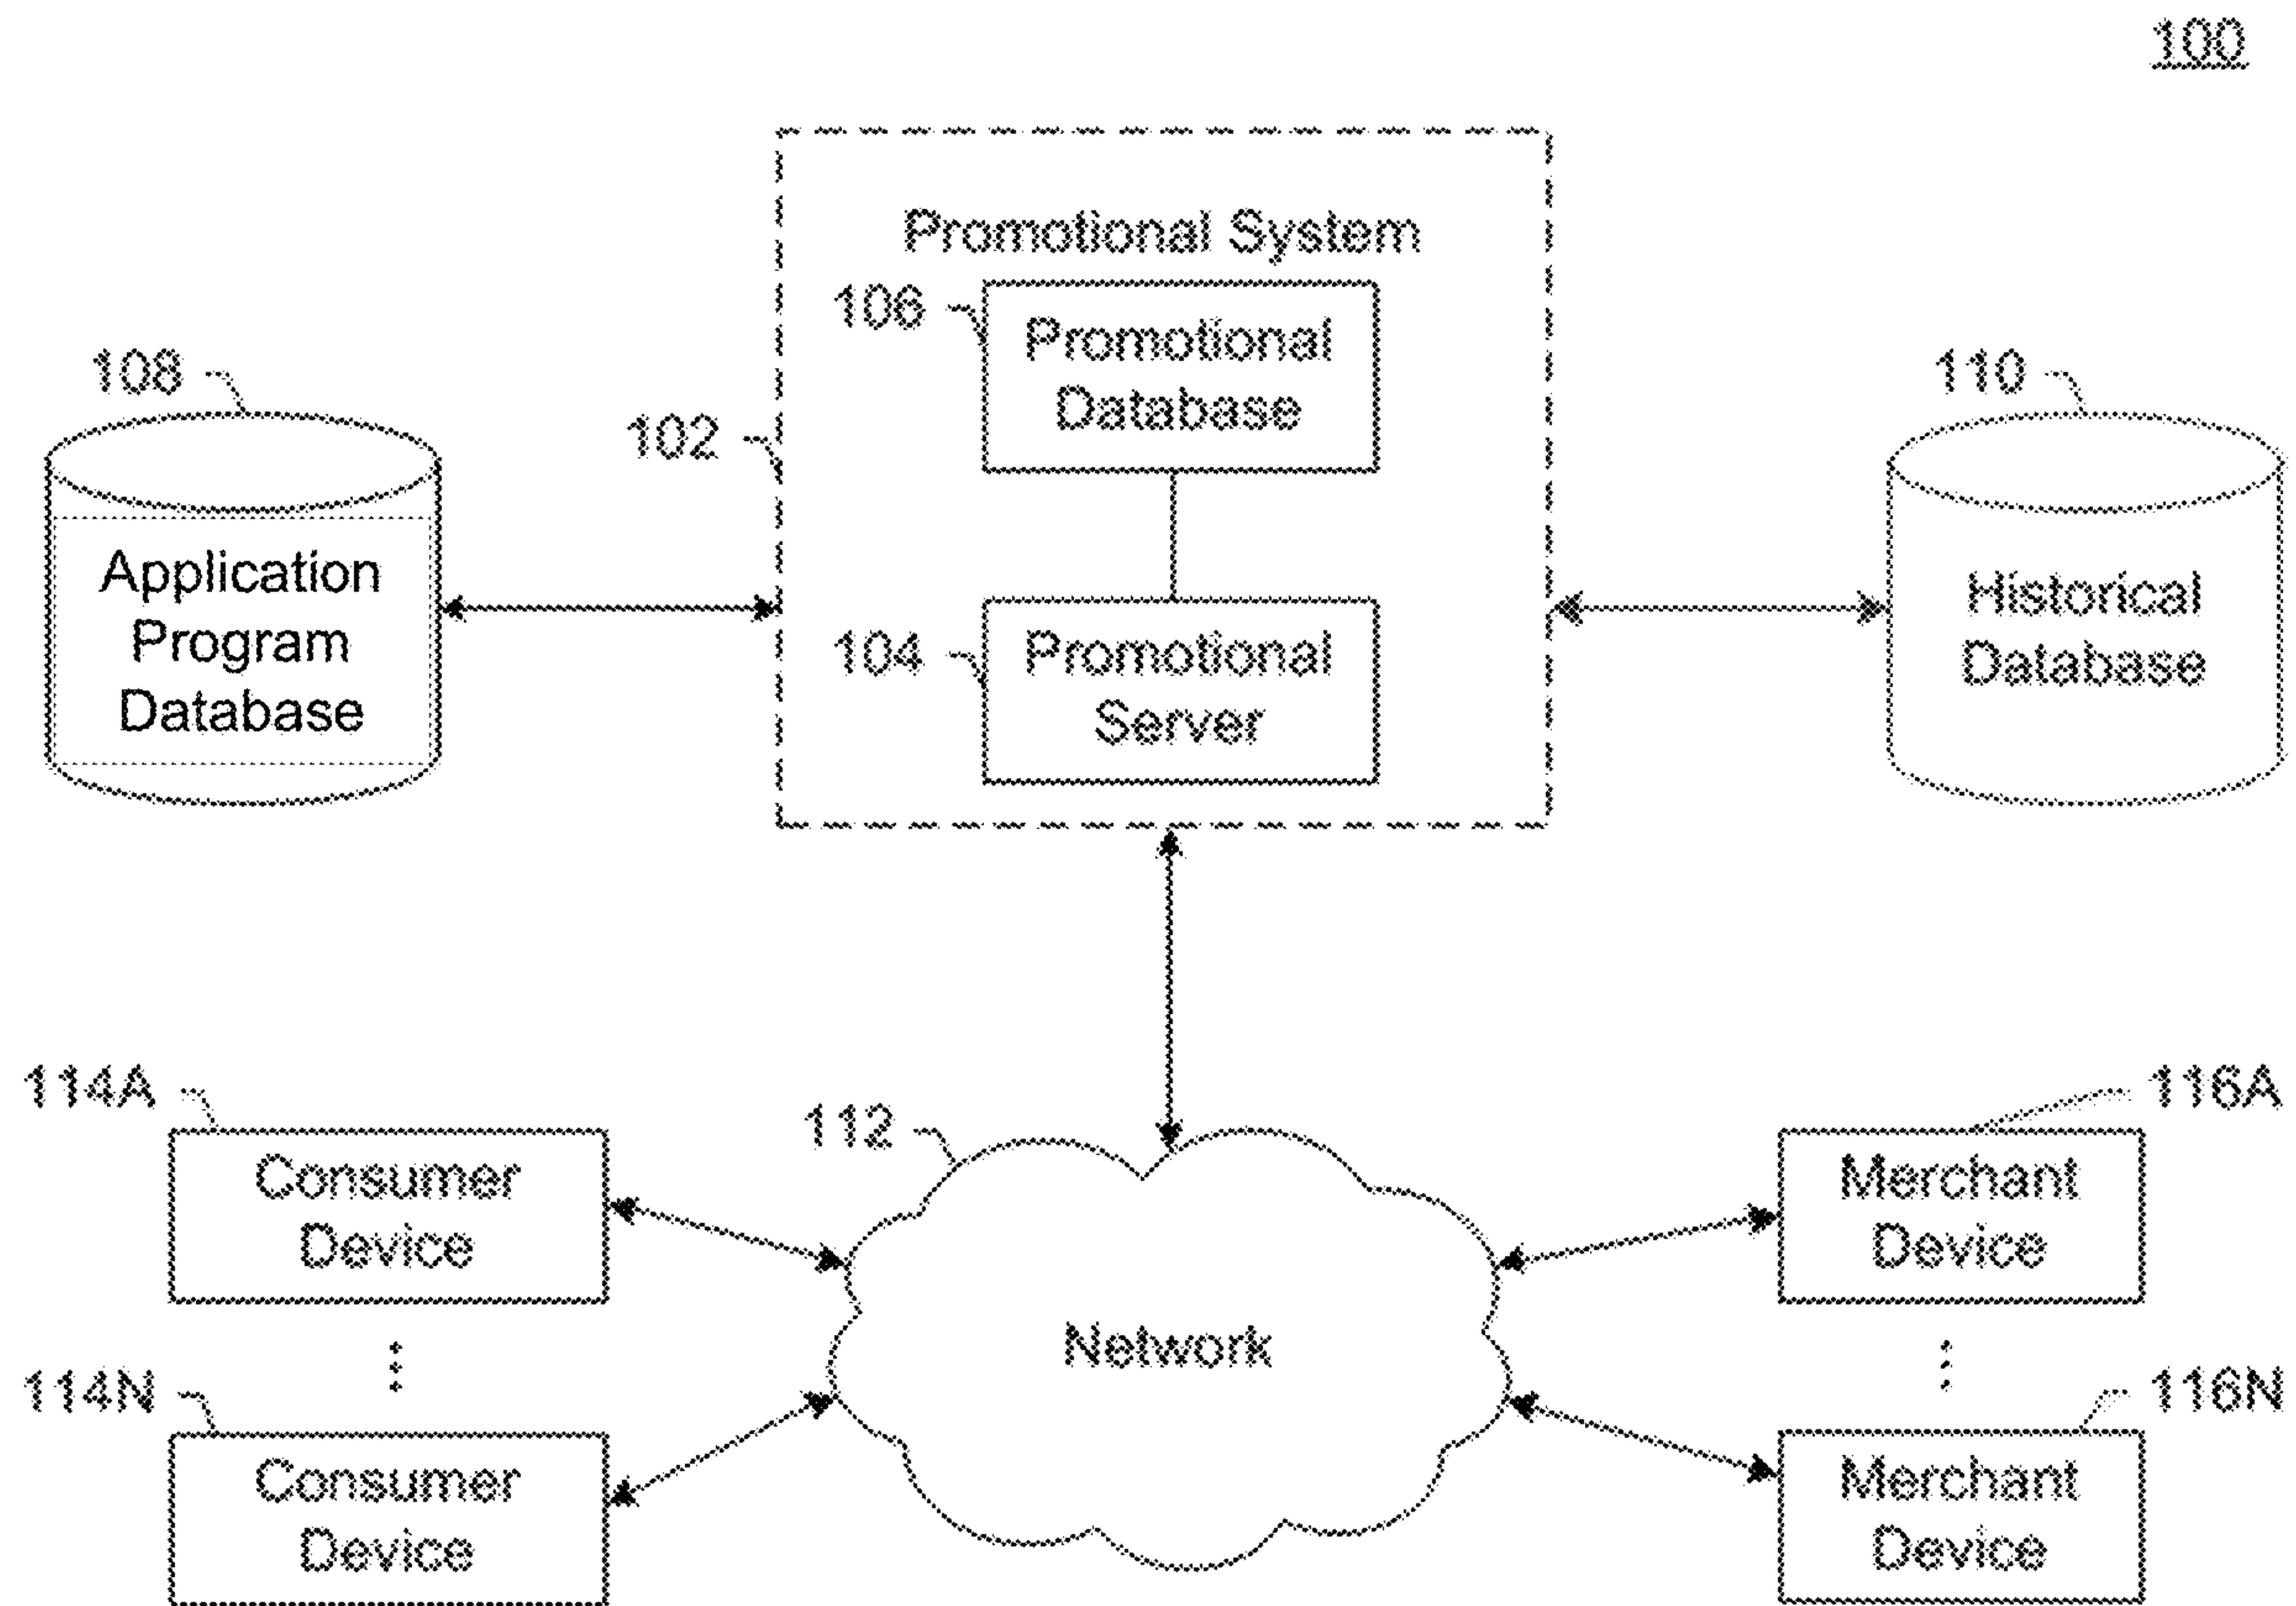 100
Promotional System
106
Promotional
Database
108
110
102
Application
Program
Database
Historical
Database
104
Promotional
Server
114A
112
116A
Consumer
Device
Merchant
Device
Network
114N
116N
Consumer
Device
Merchant
Device